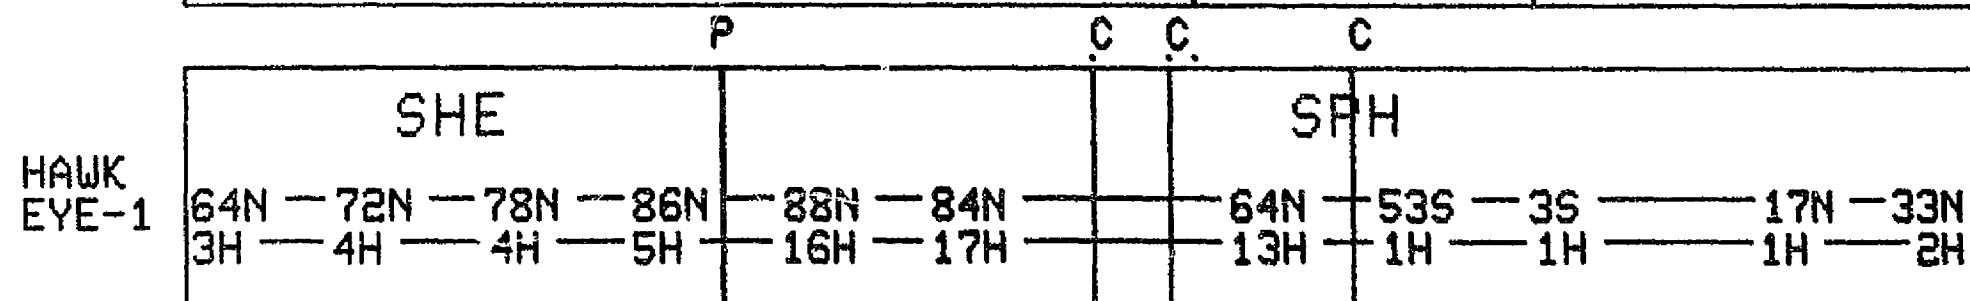 P C C C
SHE SPH
HAWK
EYE-1
64N 72N 78N 86N 88N 84N 64N 53S 3S 17N 33N
3H 4H 4H 5H 16H 17H 13H 1H 1H 1H 2H